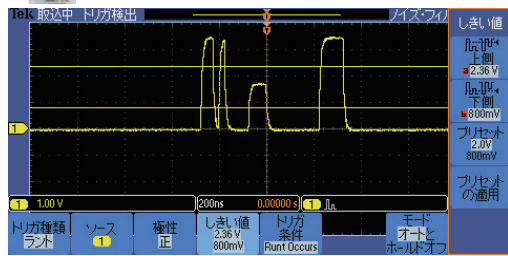 Tek 取込中 トリガ検出 ノイズ・フィル
しきい値
上側
a 2.36 V
下側
b 800mV
プリセット
2.0V
800mV
プリセット
の適用
1
1 1.00 V 200ns 0.00000 s 1
トリガ種類
ラント
ソース
1
極性
正
しきい値
2.36 V
800mV
トリガ
条件
Runt Occurs
モード
オートと
ホールドオフ